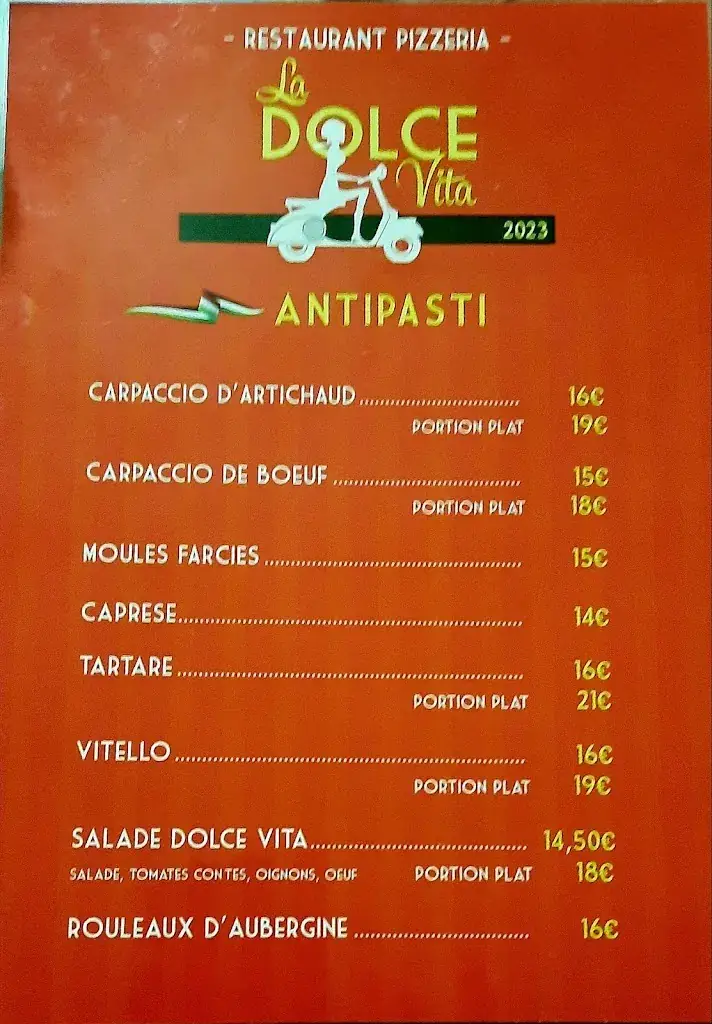 - RESTAURANT PIZZERIA -
La
DOLCE
Vita
2023
ANTIPASTI
CARPACCIO D'ARTICHAUD 16€
PORTION PLAT 19€
CARPACCIO DE BOEUF 15€
PORTION PLAT 18€
MOULES FARCIES 15€
CAPRESE 14€
TARTARE 16€
PORTION PLAT 21€
VITELLO 16€
PORTION PLAT 19€
SALADE DOLCE VITA 14,50€
SALADE, TOMATES CONTES, OIGNONS, OEUF PORTION PLAT 18€
ROULEAUX D'AUBERGINE 16€